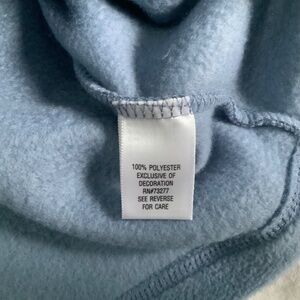 100% POLYESTER
EXCLUSIVE OF
DECORATION
RN#73277
SEE REVERSE
FOR CARE